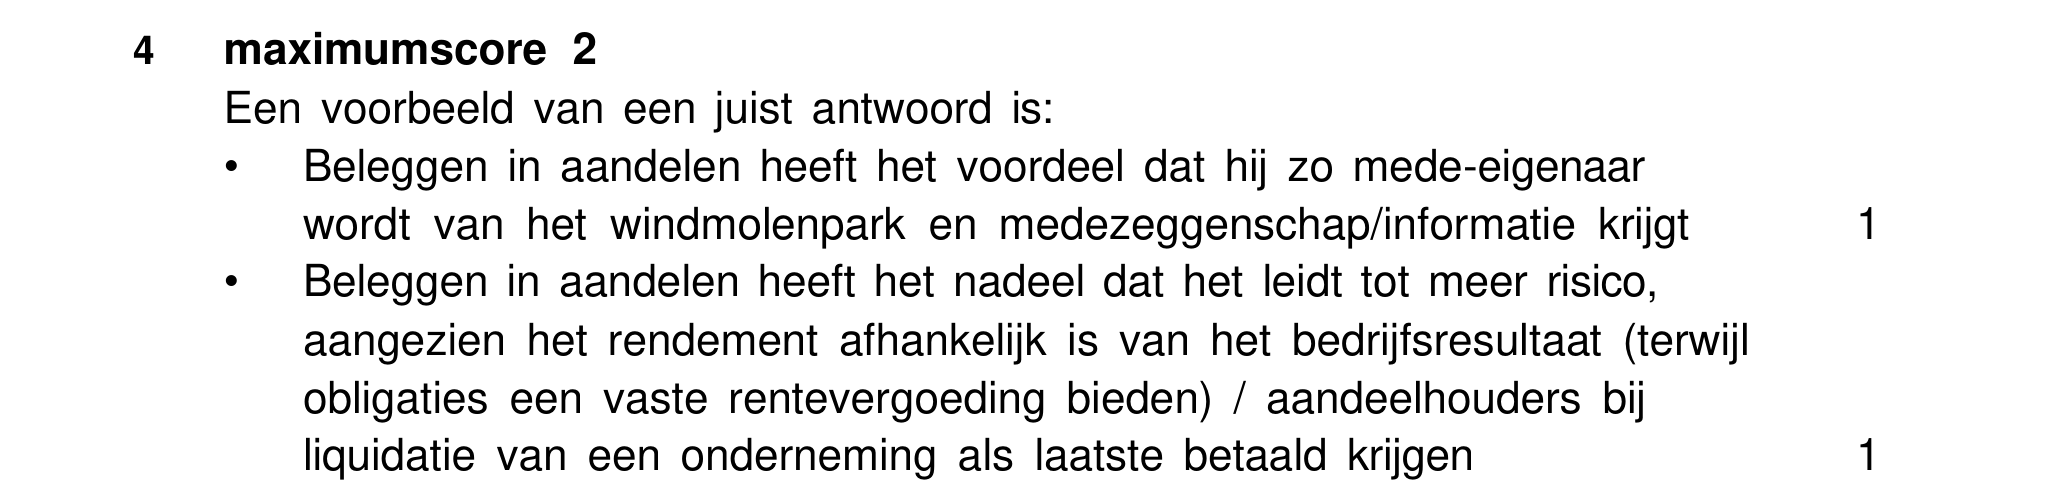 4 maximumscore 2
Een voorbeeld van een juist antwoord is:
• Beleggen in aandelen heeft het voordeel dat hij zo mede-eigenaar
wordt van het windmolenpark en medezeggenschap/informatie krijgt 1
• Beleggen in aandelen heeft het nadeel dat het leidt tot meer risico,
aangezien het rendement afhankelijk is van het bedrijfsresultaat (terwijl
obligaties een vaste rentevergoeding bieden) / aandeelhouders bij
liquidatie van een onderneming als laatste betaald krijgen 1